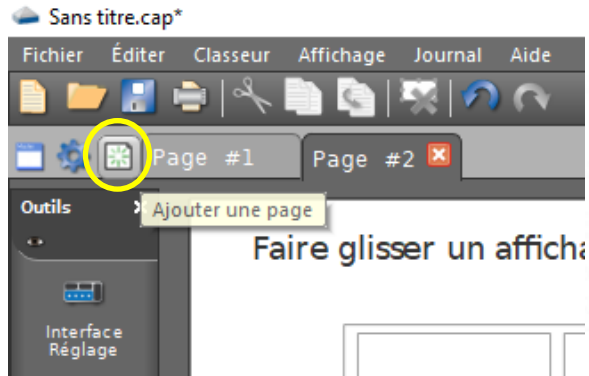 Sans titre.cap*
Fichier Éditer Classeur Affichage Journal Aide
Page #1 Page #2
Outils
Ajouter une page
Faire glisser un
Interface
Réglage